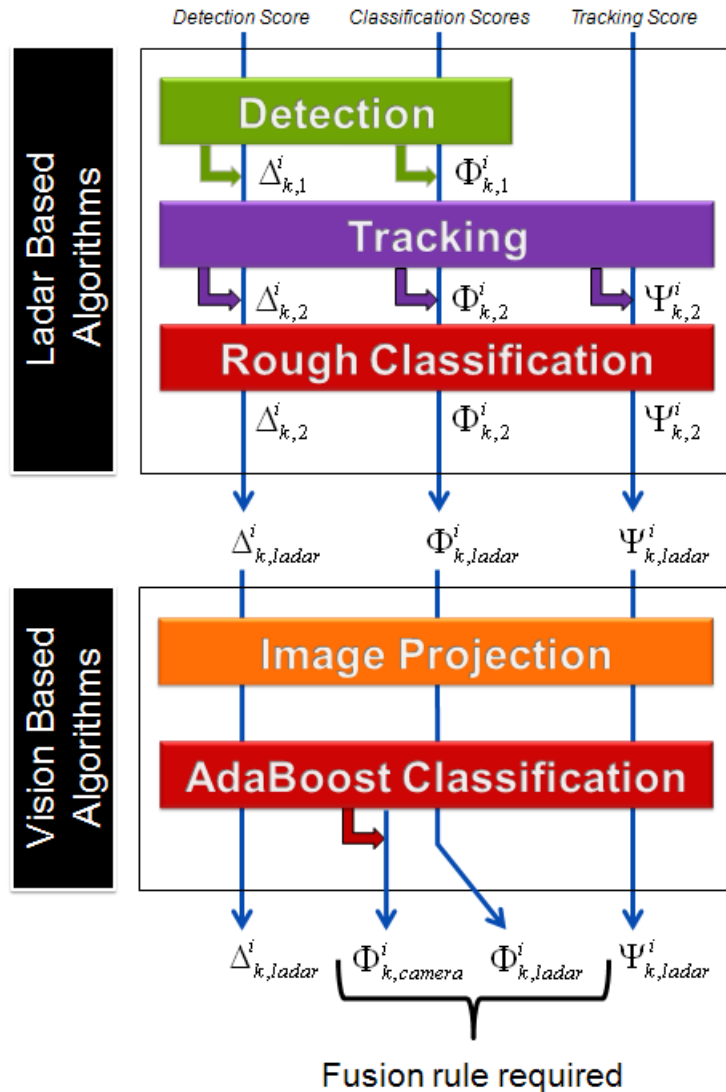 Detection Score Classification Scores Tracking Score
Ladar Based
Algorithms
Detection
Δ^i_{k,1} Φ^i_{k,1}
Tracking
Δ^i_{k,2} Φ^i_{k,2} Ψ^i_{k,2}
Rough Classification
Δ^i_{k,2} Φ^i_{k,2} Ψ^i_{k,2}
Δ^i_{k,ladar} Φ^i_{k,ladar} Ψ^i_{k,ladar}
Vision Based
Algorithms
Image Projection
AdaBoost Classification
Δ^i_{k,ladar} Φ^i_{k,camera} Φ^i_{k,ladar} Ψ^i_{k,ladar}
Fusion rule required